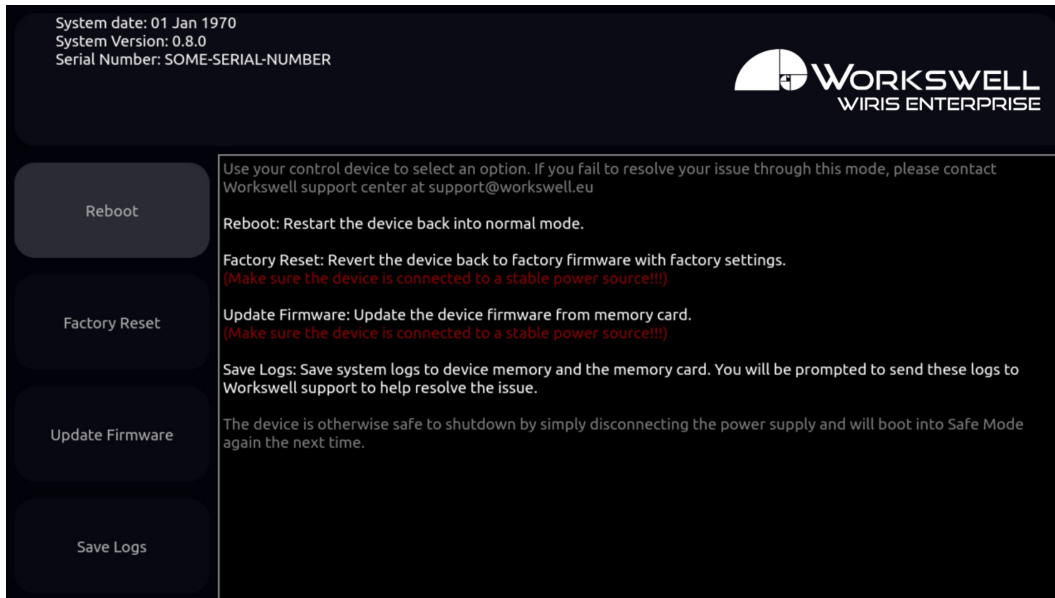 System date: 01 Jan 1970
System Version: 0.8.0
Serial Number: SOME-SERIAL-NUMBER
WORKSWELL
WIRIS ENTERPRISE
Reboot
Factory Reset
Update Firmware
Save Logs
Use your control device to select an option. If you fail to resolve your issue through this mode, please contact
Workswell support center at support@workswell.eu
Reboot: Restart the device back into normal mode.
Factory Reset: Revert the device back to factory firmware with factory settings.
(Make sure the device is connected to a stable power source!!!)
Update Firmware: Update the device firmware from memory card.
(Make sure the device is connected to a stable power source!!!)
Save Logs: Save system logs to device memory and the memory card. You will be prompted to send these logs to
Workswell support to help resolve the issue.
The device is otherwise safe to shutdown by simply disconnecting the power supply and will boot into Safe Mode
again the next time.